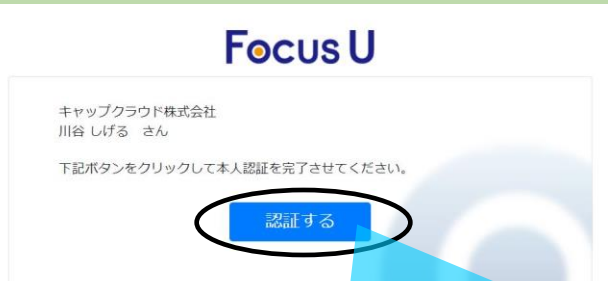 Focus U
キャップクラウド株式会社
川谷 しげる　さん
下記ボタンをクリックして本人認証を完了させてください。
認証する